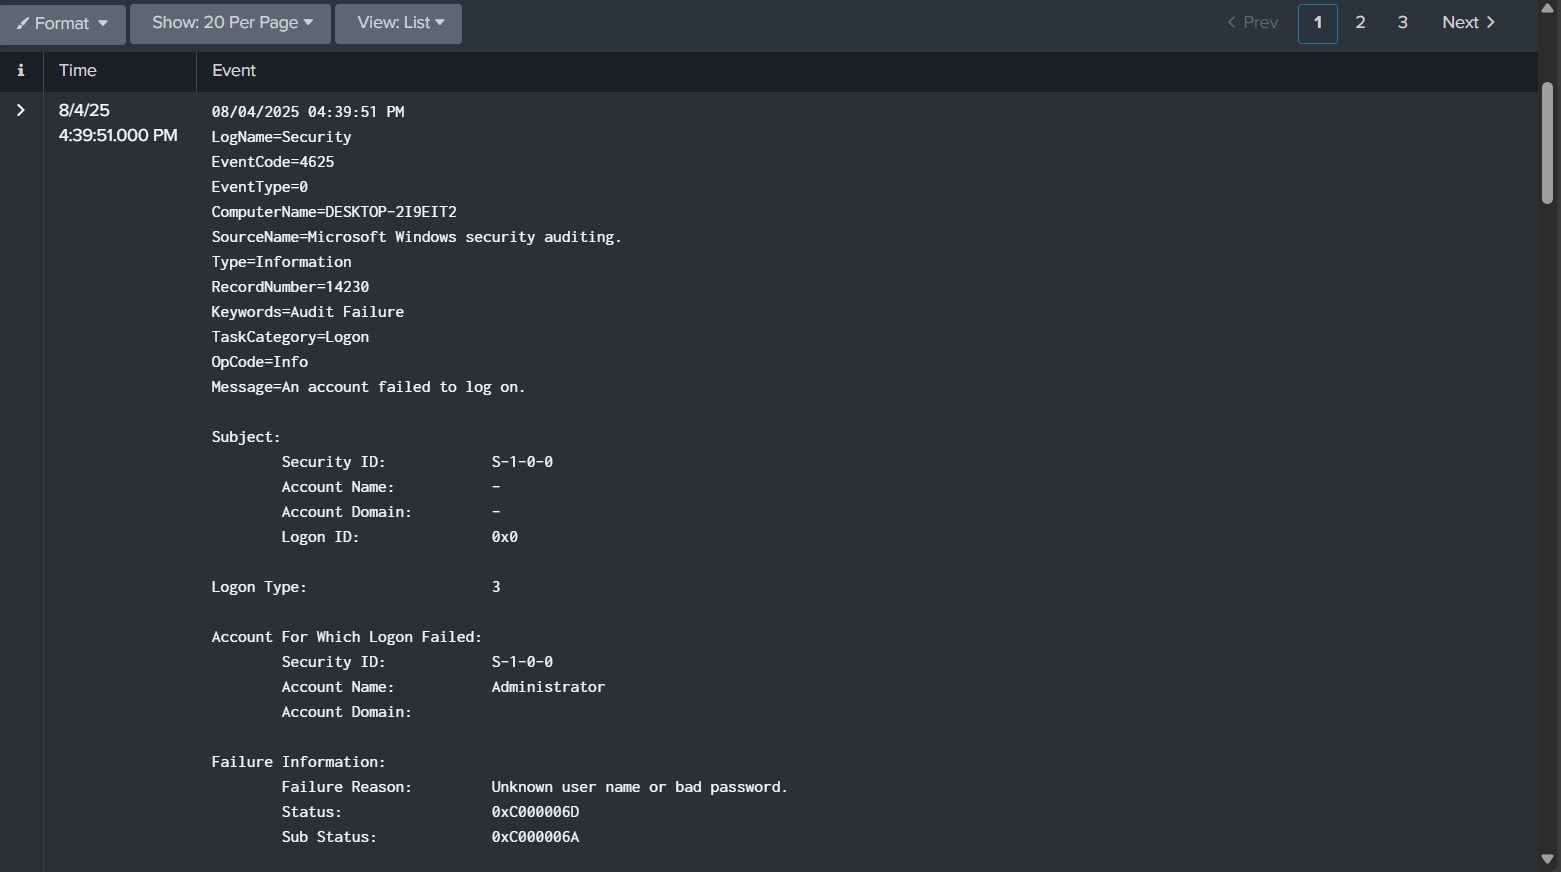 Format Show: 20 Per Page View: List Prev 1 2 3 Next
i Time Event
8/4/25
4:39:51.000 PM
08/04/2025 04:39:51 PM
LogName=Security
EventCode=4625
EventType=0
ComputerName=DESKTOP-2I9EIT2
SourceName=Microsoft Windows security auditing.
Type=Information
RecordNumber=14230
Keywords=Audit Failure
TaskCategory=Logon
OpCode=Info
Message=An account failed to log on.
Subject:
Security ID: S-1-0-0
Account Name: -
Account Domain: -
Logon ID: 0x0
Logon Type: 3
Account For Which Logon Failed:
Security ID: S-1-0-0
Account Name: Administrator
Account Domain:
Failure Information:
Failure Reason: Unknown user name or bad password.
Status: 0xC000006D
Sub Status: 0xC000006A